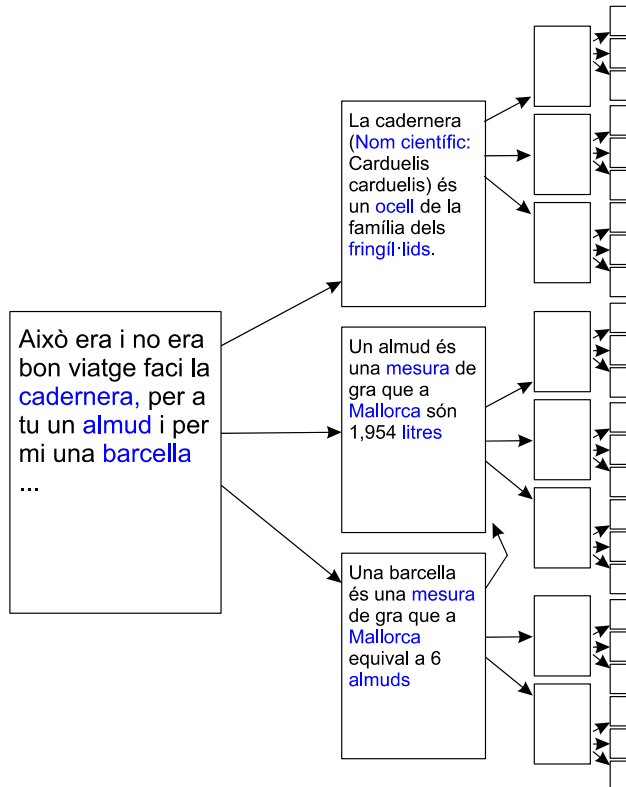 Això era i no era
bon viatge faci la
cadernera, per a
tu un almud i per
mi una barcella
...
La cadernera
(Nom científic:
Carduelis
carduelis) és
un ocell de la
família dels
fringíl·lids.
Un almud és
una mesura de
gra que a
Mallorca són
1,954 litres
Una barcella
és una mesura
de gra que a
Mallorca
equival a 6
almuds